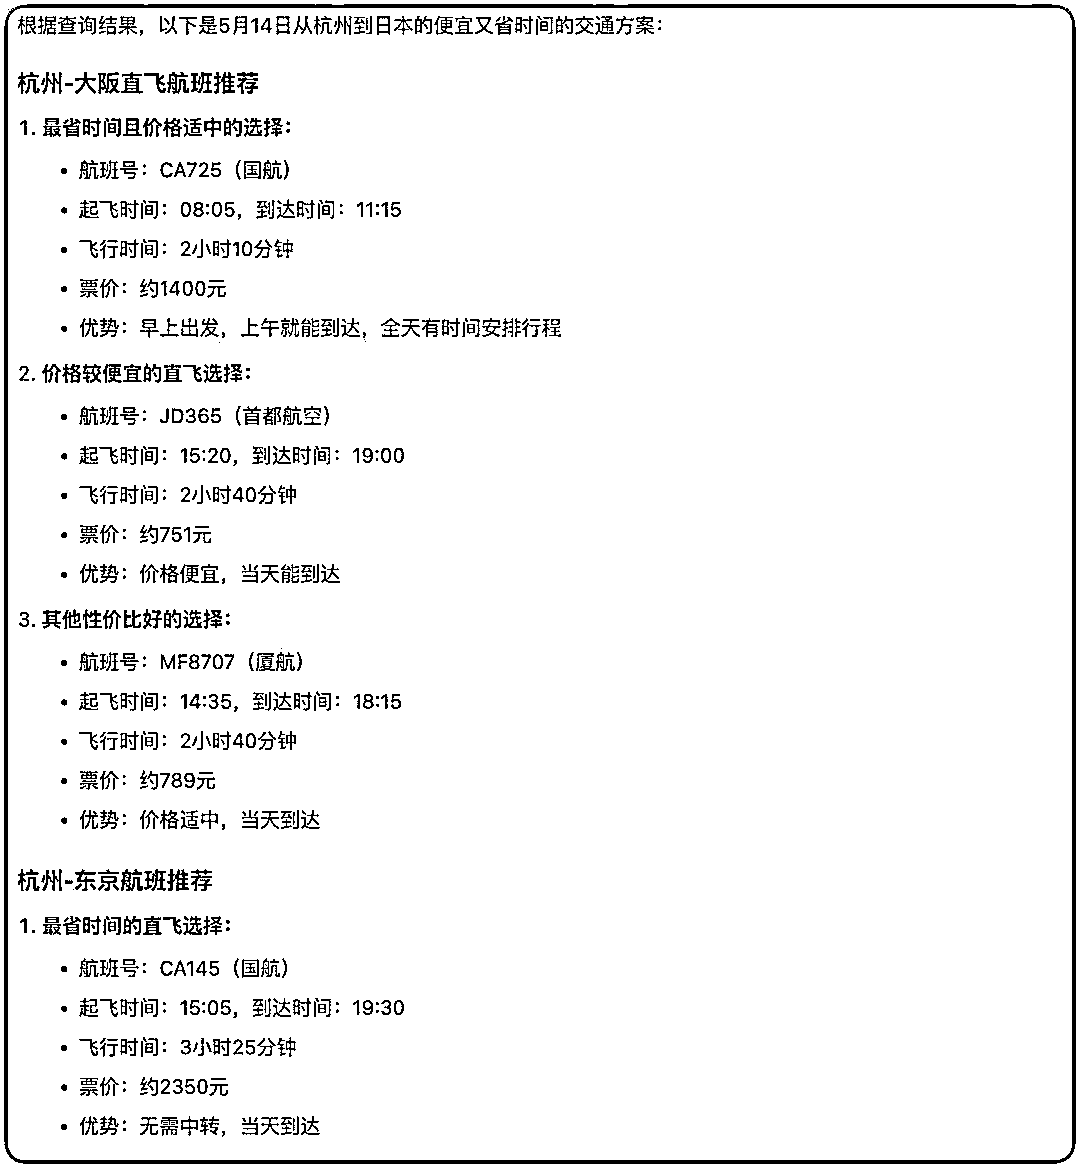 根据查询结果，以下是5月14日从杭州到日本的便宜又省时间的交通方案：
杭州-大阪直飞航班推荐
1. 最省时间且价格适中的选择：
• 航班号：CA725（国航）
• 起飞时间：08:05，到达时间：11:15
• 飞行时间：2小时10分钟
• 票价：约1400元
• 优势：早上出发，上午就能到达，全天有时间安排行程
2. 价格较便宜的直飞选择：
• 航班号：JD365（首都航空）
• 起飞时间：15:20，到达时间：19:00
• 飞行时间：2小时40分钟
• 票价：约751元
• 优势：价格便宜，当天能到达
3. 其他性价比好的选择：
• 航班号：MF8707（厦航）
• 起飞时间：14:35，到达时间：18:15
• 飞行时间：2小时40分钟
• 票价：约789元
• 优势：价格适中，当天到达
杭州-东京航班推荐
1. 最省时间的直飞选择：
• 航班号：CA145（国航）
• 起飞时间：15:05，到达时间：19:30
• 飞行时间：3小时25分钟
• 票价：约2350元
• 优势：无需中转，当天到达